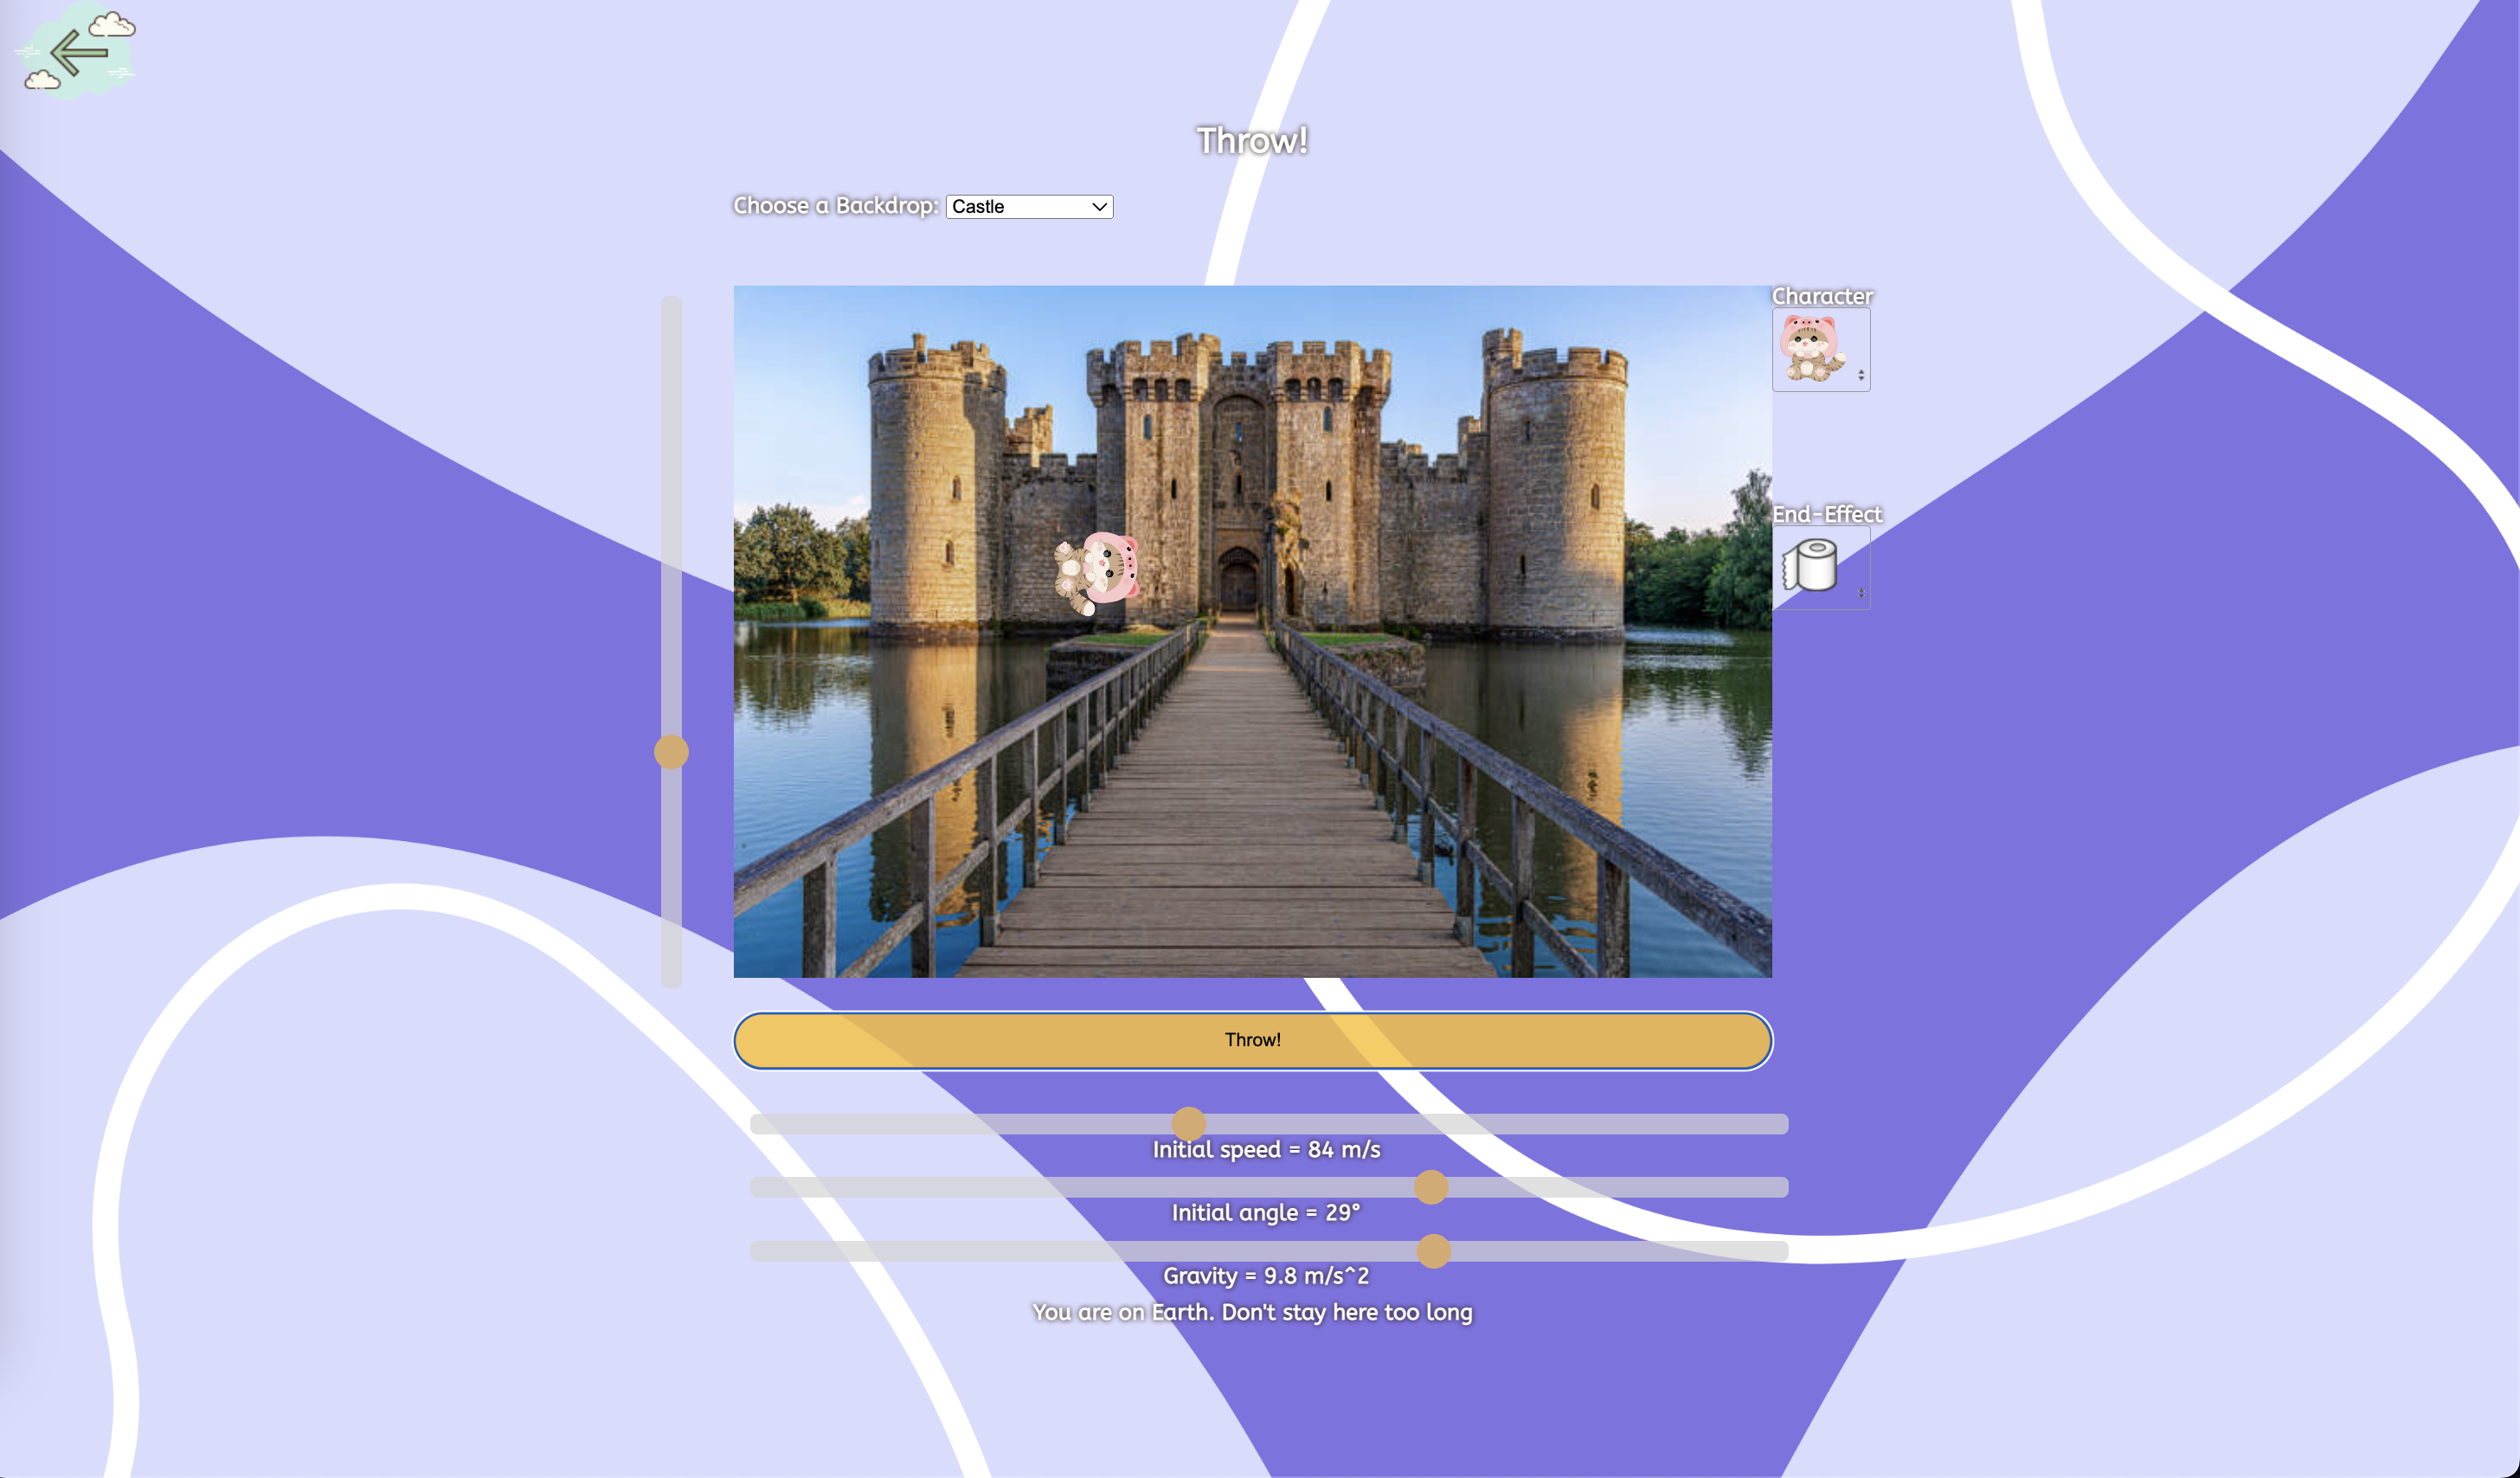 Throw!
Choose a Backdrop: Castle
Character
End-Effect
Throw!
Initial speed = 84 m/s
Initial angle = 29°
Gravity = 9.8 m/s^2
You are on Earth. Don't stay here too long